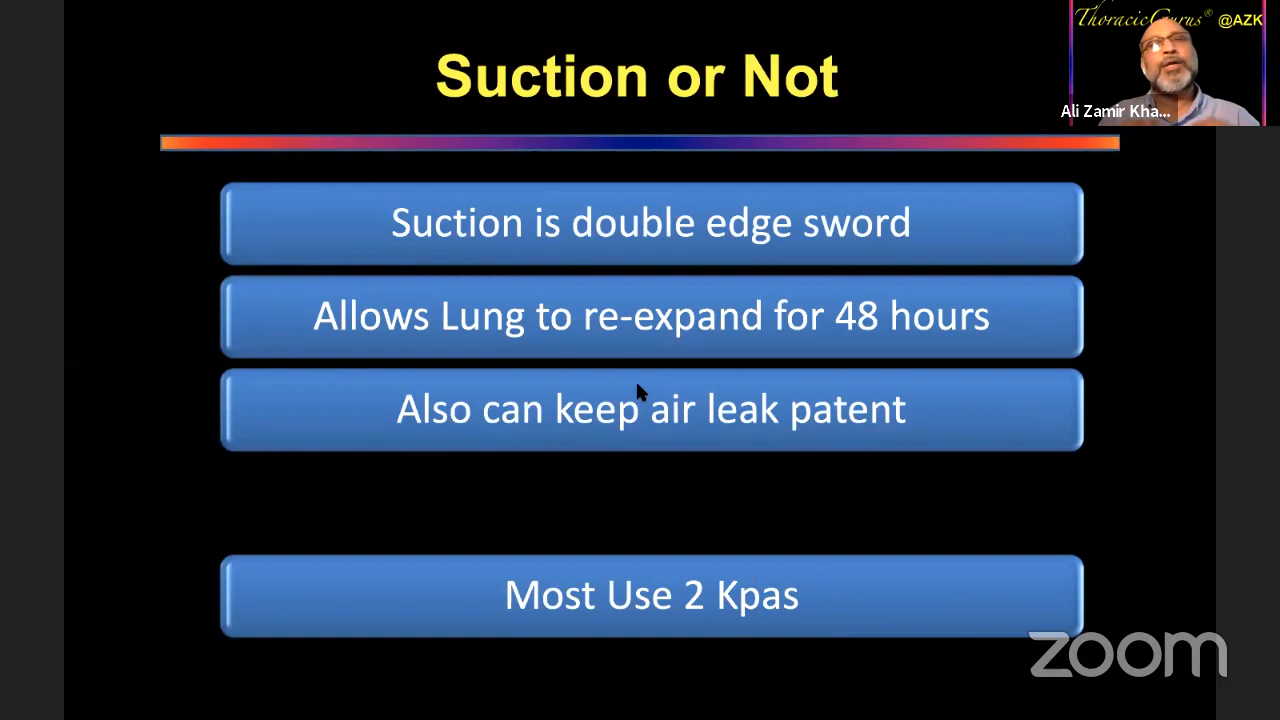 ThoracicGurus® @AZK
Suction or Not
Ali Zamir Kha...
Suction is double edge sword
Allows Lung to re-expand for 48 hours
Also can keep air leak patent
Most Use 2 Kpas
zoom